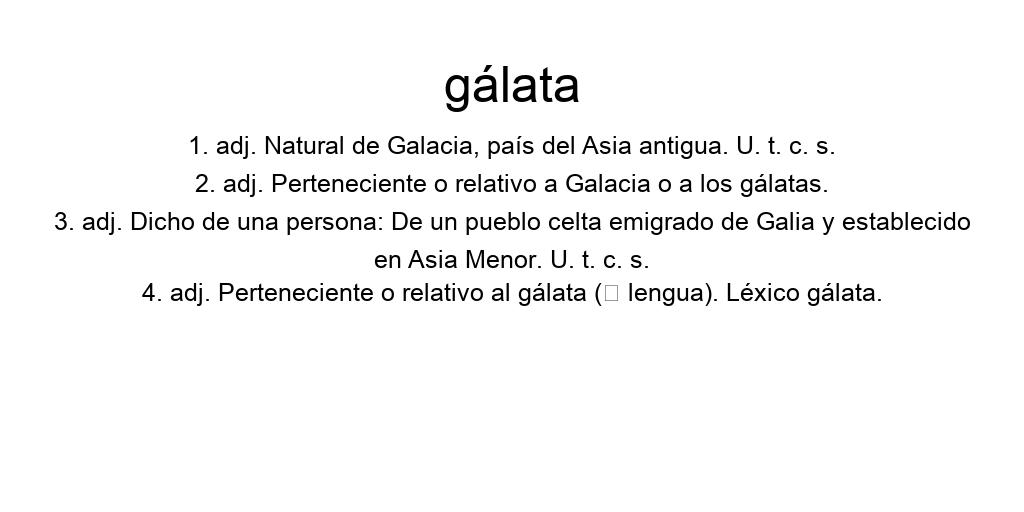 gálata
1. adj. Natural de Galacia, país del Asia antigua. U. t. c. s.
2. adj. Perteneciente o relativo a Galacia o a los gálatas.
3. adj. Dicho de una persona: De un pueblo celta emigrado de Galia y establecido
en Asia Menor. U. t. c. s.
4. adj. Perteneciente o relativo al gálata (□ lengua). Léxico gálata.